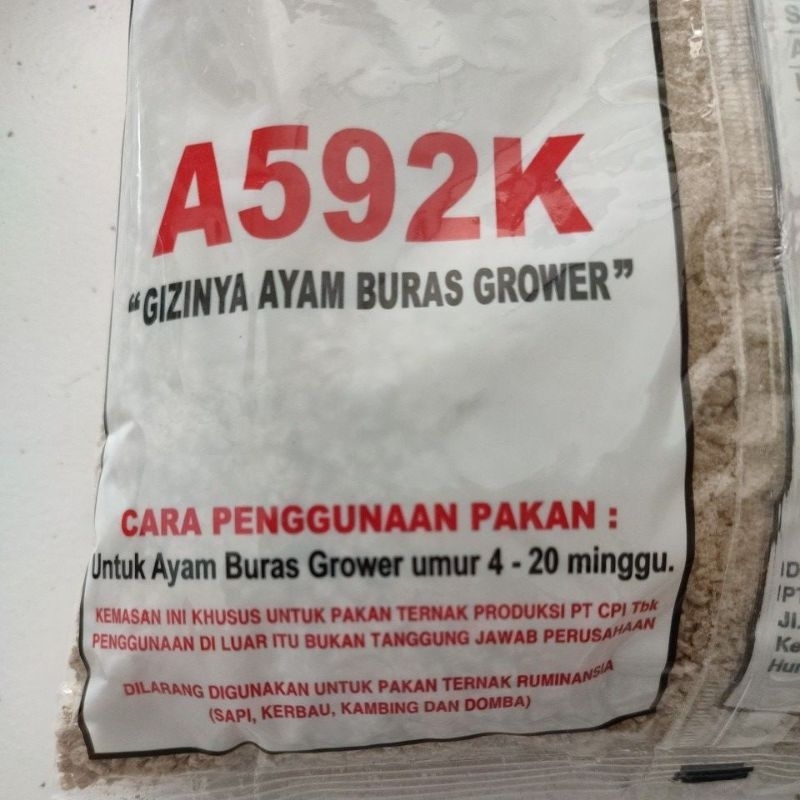 A592K
"GIZINYA AYAM BURAS GROWER"
CARA PENGGUNAAN PAKAN :
Untuk Ayam Buras Grower umur 4 - 20 minggu.
KEMASAN INI KHUSUS UNTUK PAKAN TERNAK PRODUKSI PT CPI Tbk
PENGGUNAAN DI LUAR ITU BUKAN TANGGUNG JAWAB PERUSAHAAN
DILARANG DIGUNAKAN UNTUK PAKAN TERNAK RUMINANSIA
(SAPI, KERBAU, KAMBING DAN DOMBA)